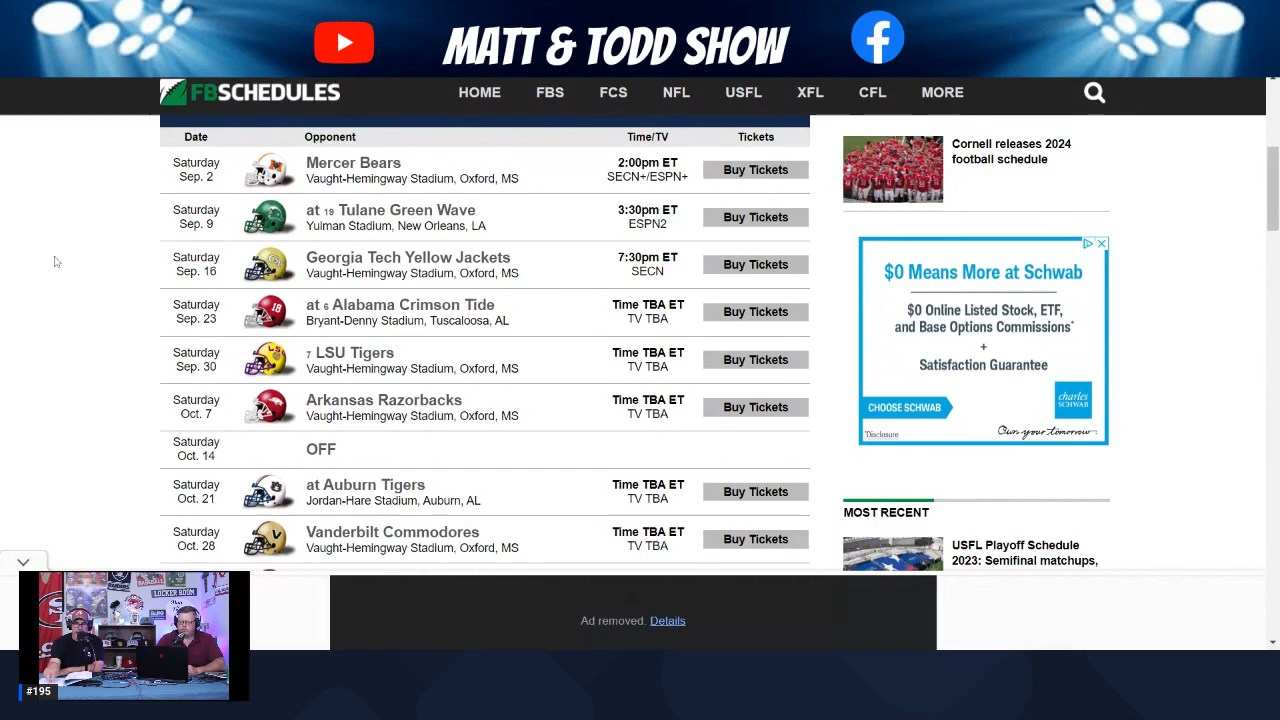 MATT & TODD SHOW
FBSCHEDULES
HOME FBS FCS NFL USFL XFL CFL MORE
Date Opponent Time/TV Tickets
Saturday
Sep. 2
Mercer Bears
Vaught-Hemingway Stadium, Oxford, MS
2:00pm ET
SECN+/ESPN+
Buy Tickets
Saturday
Sep. 9
at 19 Tulane Green Wave
Yulman Stadium, New Orleans, LA
3:30pm ET
ESPN2
Buy Tickets
Saturday
Sep. 16
Georgia Tech Yellow Jackets
Vaught-Hemingway Stadium, Oxford, MS
7:30pm ET
SECN
Buy Tickets
Saturday
Sep. 23
18
at 6 Alabama Crimson Tide
Bryant-Denny Stadium, Tuscaloosa, AL
Time TBA ET
TV TBA
Buy Tickets
Saturday
Sep. 30
LSU
7 LSU Tigers
Vaught-Hemingway Stadium, Oxford, MS
Time TBA ET
TV TBA
Buy Tickets
Saturday
Oct. 7
Arkansas Razorbacks
Vaught-Hemingway Stadium, Oxford, MS
Time TBA ET
TV TBA
Buy Tickets
Saturday
Oct. 14
OFF
Saturday
Oct. 21
at Auburn Tigers
Jordan-Hare Stadium, Auburn, AL
Time TBA ET
TV TBA
Buy Tickets
Saturday
Oct. 28
V
Vanderbilt Commodores
Vaught-Hemingway Stadium, Oxford, MS
Time TBA ET
TV TBA
Buy Tickets
Cornell releases 2024
football schedule
$0 Means More at Schwab
$0 Online Listed Stock, ETF,
and Base Options Commissions*
+
Satisfaction Guarantee
CHOOSE SCHWAB
charles
SCHWAB
*Disclosure
Own your tomorrow.
MOST RECENT
USFL Playoff Schedule
2023: Semifinal matchups,
Ad removed. Details
LOCKER ROOM
#195